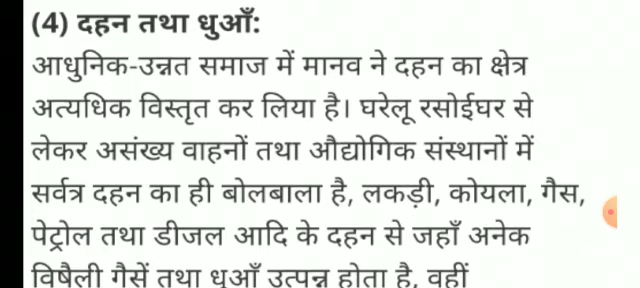 (4) दहन तथा धुआँ:
आधुनिक-उन्नत समाज में मानव ने दहन का क्षेत्र
अत्यधिक विस्तृत कर लिया है। घरेलू रसोईघर से
लेकर असंख्य वाहनों तथा औद्योगिक संस्थानों में
सर्वत्र दहन का ही बोलबाला है, लकड़ी, कोयला, गैस,
पेट्रोल तथा डीजल आदि के दहन से जहाँ अनेक
विषैली गैसें तथा धुआँ उत्पन्न होता है, वहीं